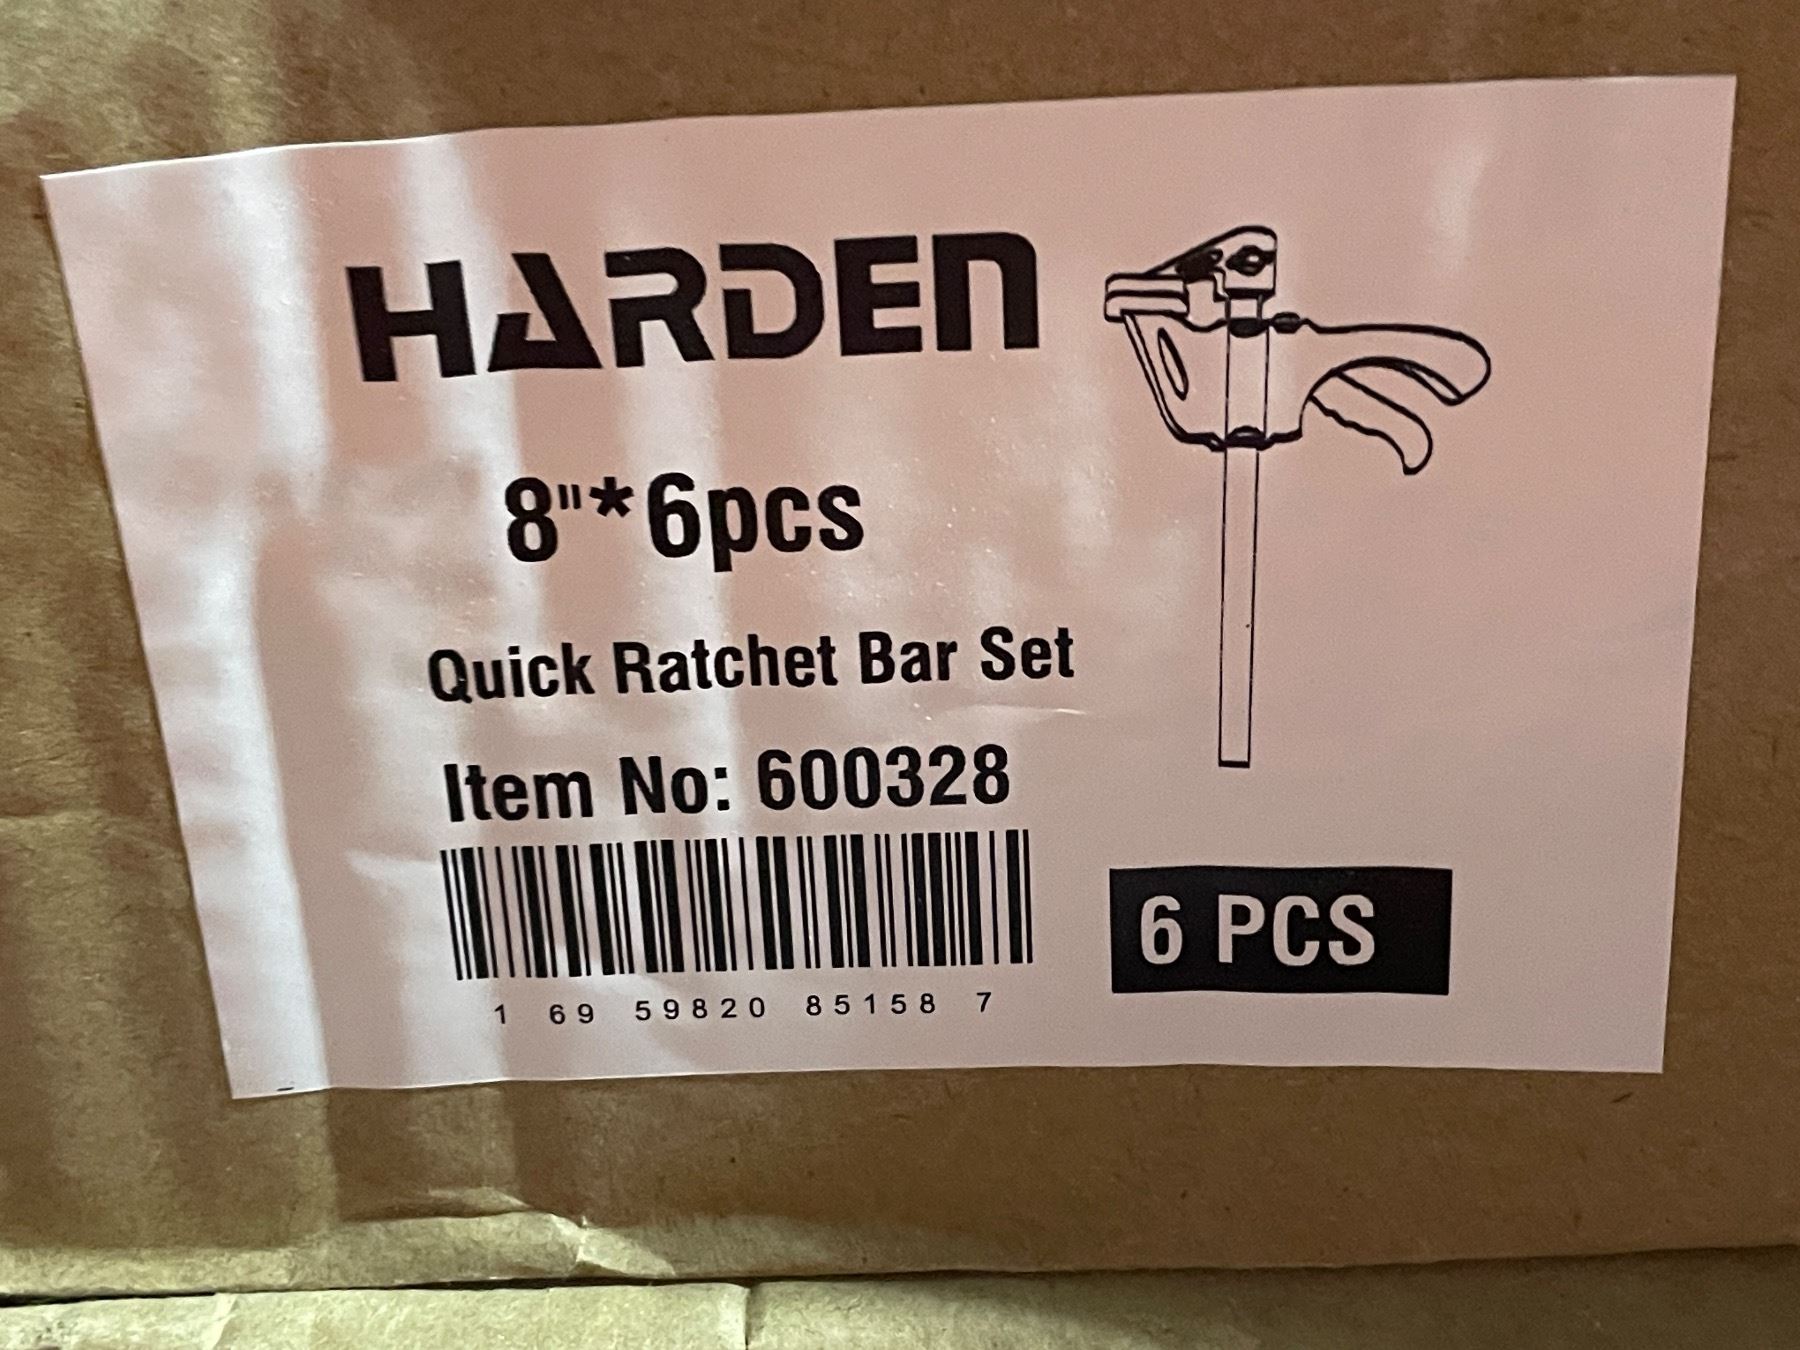 HARDEN
8"*6pcs
Quick Ratchet Bar Set
Item No: 600328
1 69 59820 85158 7
6 PCS